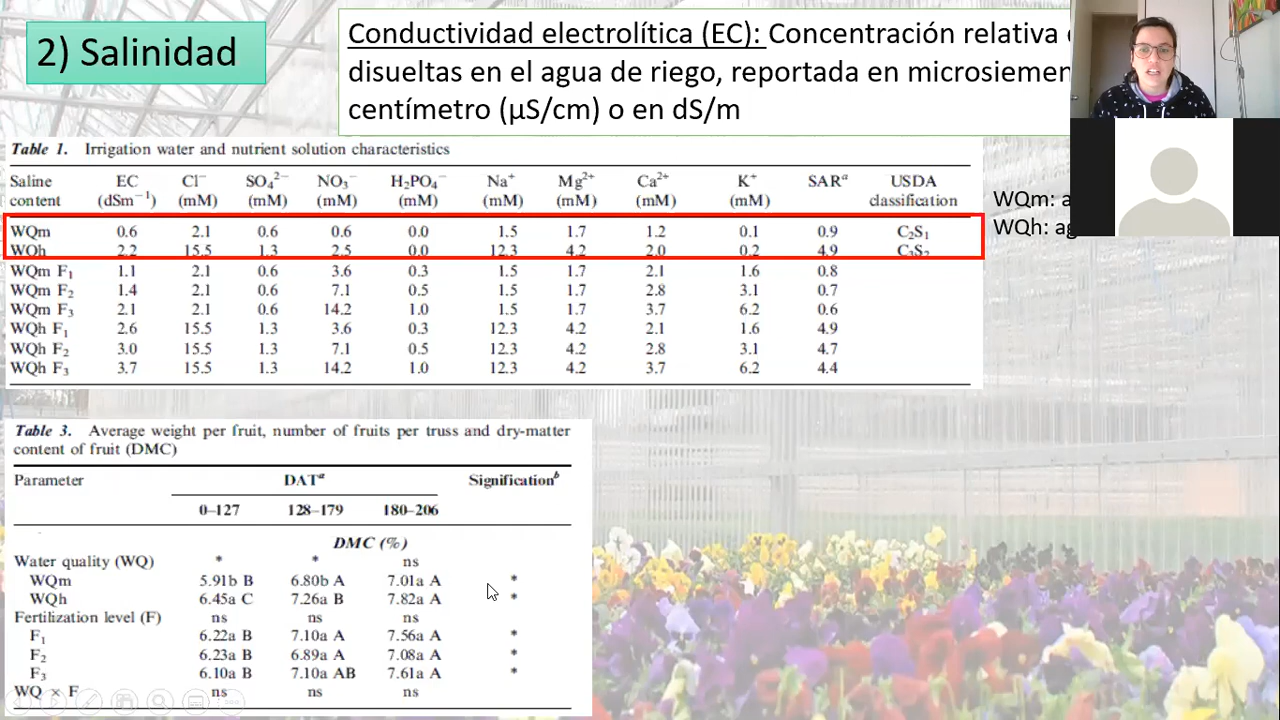 2) Salinidad
Conductividad electrolítica (EC): Concentración relativa
disueltas en el agua de riego, reportada en microsiemen
centímetro (µS/cm) o en dS/m
Table 1. Irrigation water and nutrient solution characteristics
Saline content EC (dSm⁻¹) Cl⁻ (mM) SO₄²⁻ (mM) NO₃⁻ (mM) H₂PO₄⁻ (mM) Na⁺ (mM) Mg²⁺ (mM) Ca²⁺ (mM) K⁺ (mM) SARᵃ USDA classification
WQm 0.6 2.1 0.6 0.6 0.0 1.5 1.7 1.2 0.1 0.9 C₂S₁
WQh 2.2 15.5 1.3 2.5 0.0 12.3 4.2 2.0 0.2 4.9 C₃S₂
WQm F₁ 1.1 2.1 0.6 3.6 0.3 1.5 1.7 2.1 1.6 0.8
WQm F₂ 1.4 2.1 0.6 7.1 0.5 1.5 1.7 2.8 3.1 0.7
WQm F₃ 2.1 2.1 0.6 14.2 1.0 1.5 1.7 3.7 6.2 0.6
WQh F₁ 2.6 15.5 1.3 3.6 0.3 12.3 4.2 2.1 1.6 4.9
WQh F₂ 3.0 15.5 1.3 7.1 0.5 12.3 4.2 2.8 3.1 4.7
WQh F₃ 3.7 15.5 1.3 14.2 1.0 12.3 4.2 3.7 6.2 4.4
WQm: a
WQh: ag
Table 3. Average weight per fruit, number of fruits per truss and dry-matter
content of fruit (DMC)
Parameter DATᵃ Significationᵇ
0–127 128–179 180–206
DMC (%)
Water quality (WQ) * * ns
WQm 5.91b B 6.80b A 7.01a A *
WQh 6.45a C 7.26a B 7.82a A *
Fertilization level (F) ns ns ns
F₁ 6.22a B 7.10a A 7.56a A *
F₂ 6.23a B 6.89a A 7.08a A *
F₃ 6.10a B 7.10a AB 7.61a A *
WQ × F ns ns ns